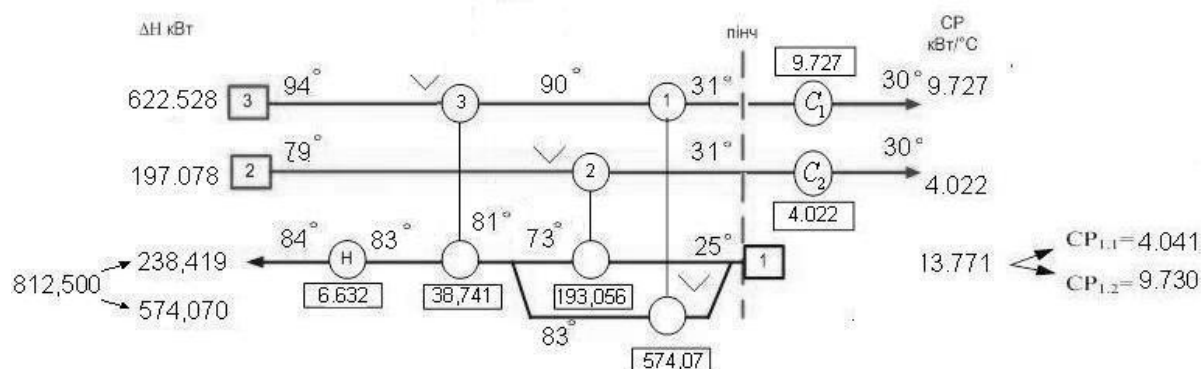 ΔH кВт
пінч
CP
кВт/°C
9.727
622.528 3 94° 3 90° 1 31° C₁ 30° 9.727
197.078 2 79° 2 31° C₂ 30° 4.022
4.022
812,500 238,419 84° H 83° 81° 73° 25° 1 13.771 CP₁.₁= 4.041
574,070 6.632 38,741 193,056 CP₁.₂= 9.730
83°
574,07